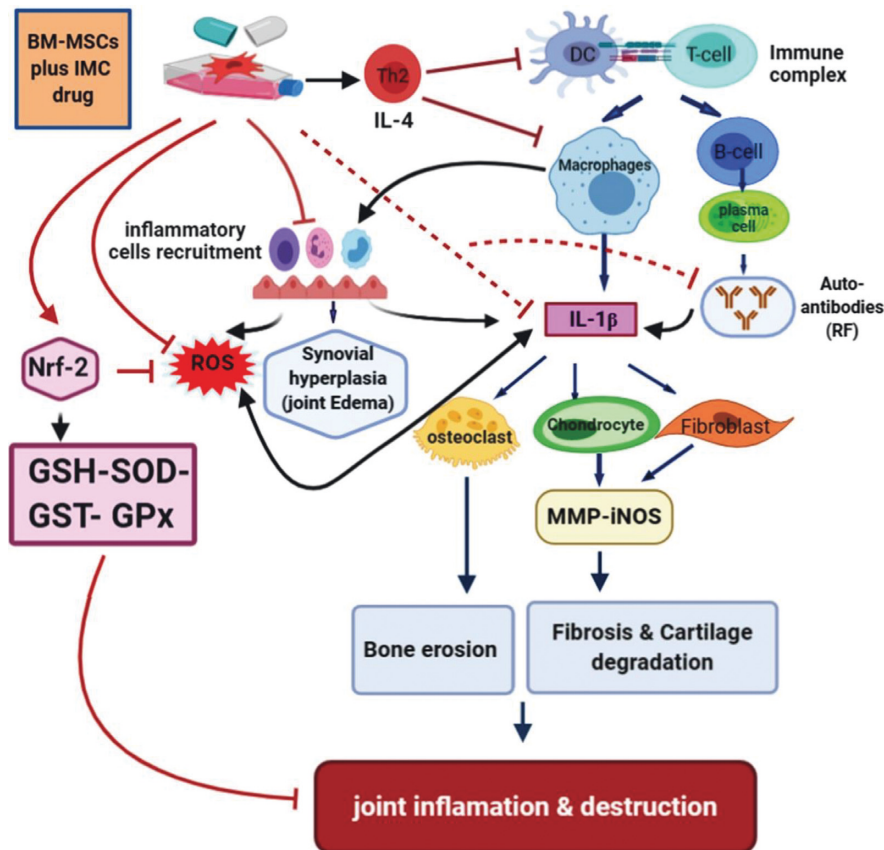 BM-MSCs
plus IMC
drug
Th2
IL-4
DC
T-cell
Immune
complex
Macrophages
B-cell
plasma
cell
inflammatory
cells recruitment
Auto-
antibodies
(RF)
IL-1β
Nrf-2
ROS
Synovial
hyperplasia
(joint Edema)
osteoclast
Chondrocyte
Fibroblast
GSH-SOD-
GST- GPx
MMP-iNOS
Bone erosion
Fibrosis & Cartilage
degradation
joint inflamation & destruction